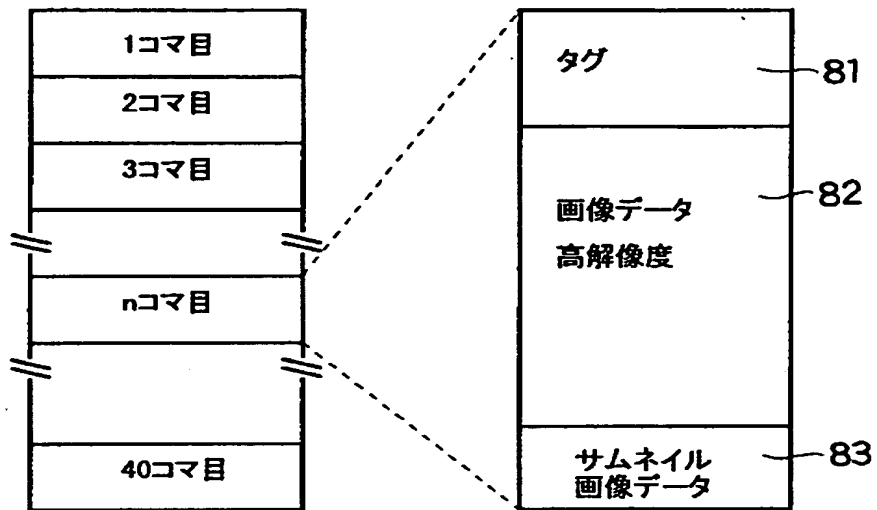 1コマ目
2コマ目
3コマ目
nコマ目
40コマ目
タグ
81
画像データ
高解像度
82
サムネイル
画像データ
83